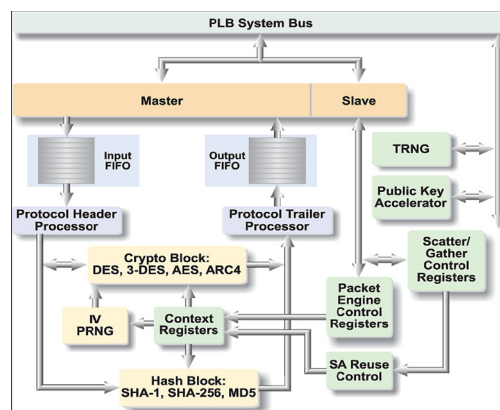 PLB System Bus
Master
Slave
Input
FIFO
Output
FIFO
TRNG
Public Key
Accelerator
Protocol Header
Processor
Protocol Trailer
Processor
Scatter/
Gather Control
Registers
Crypto Block:
DES, 3-DES, AES, ARC4
IV
PRNG
Context
Registers
Packet
Engine
Control
Registers
SA Reuse
Control
Hash Block:
SHA-1, SHA-256, MD5